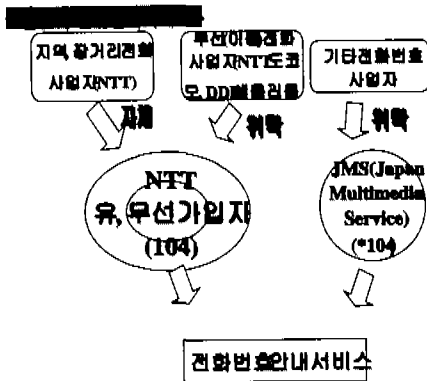 지역,장거리전화
사업자(NTT)
무선(이동)전화
사업자(NTT도코
모, DDI셀룰러 등)
기타전화번호
사업자
자체
위탁
위탁
NTT
유, 무선가입자
(104)
JMS(Japan
Multimedia
Service)
(*104)
전화번호안내서비스